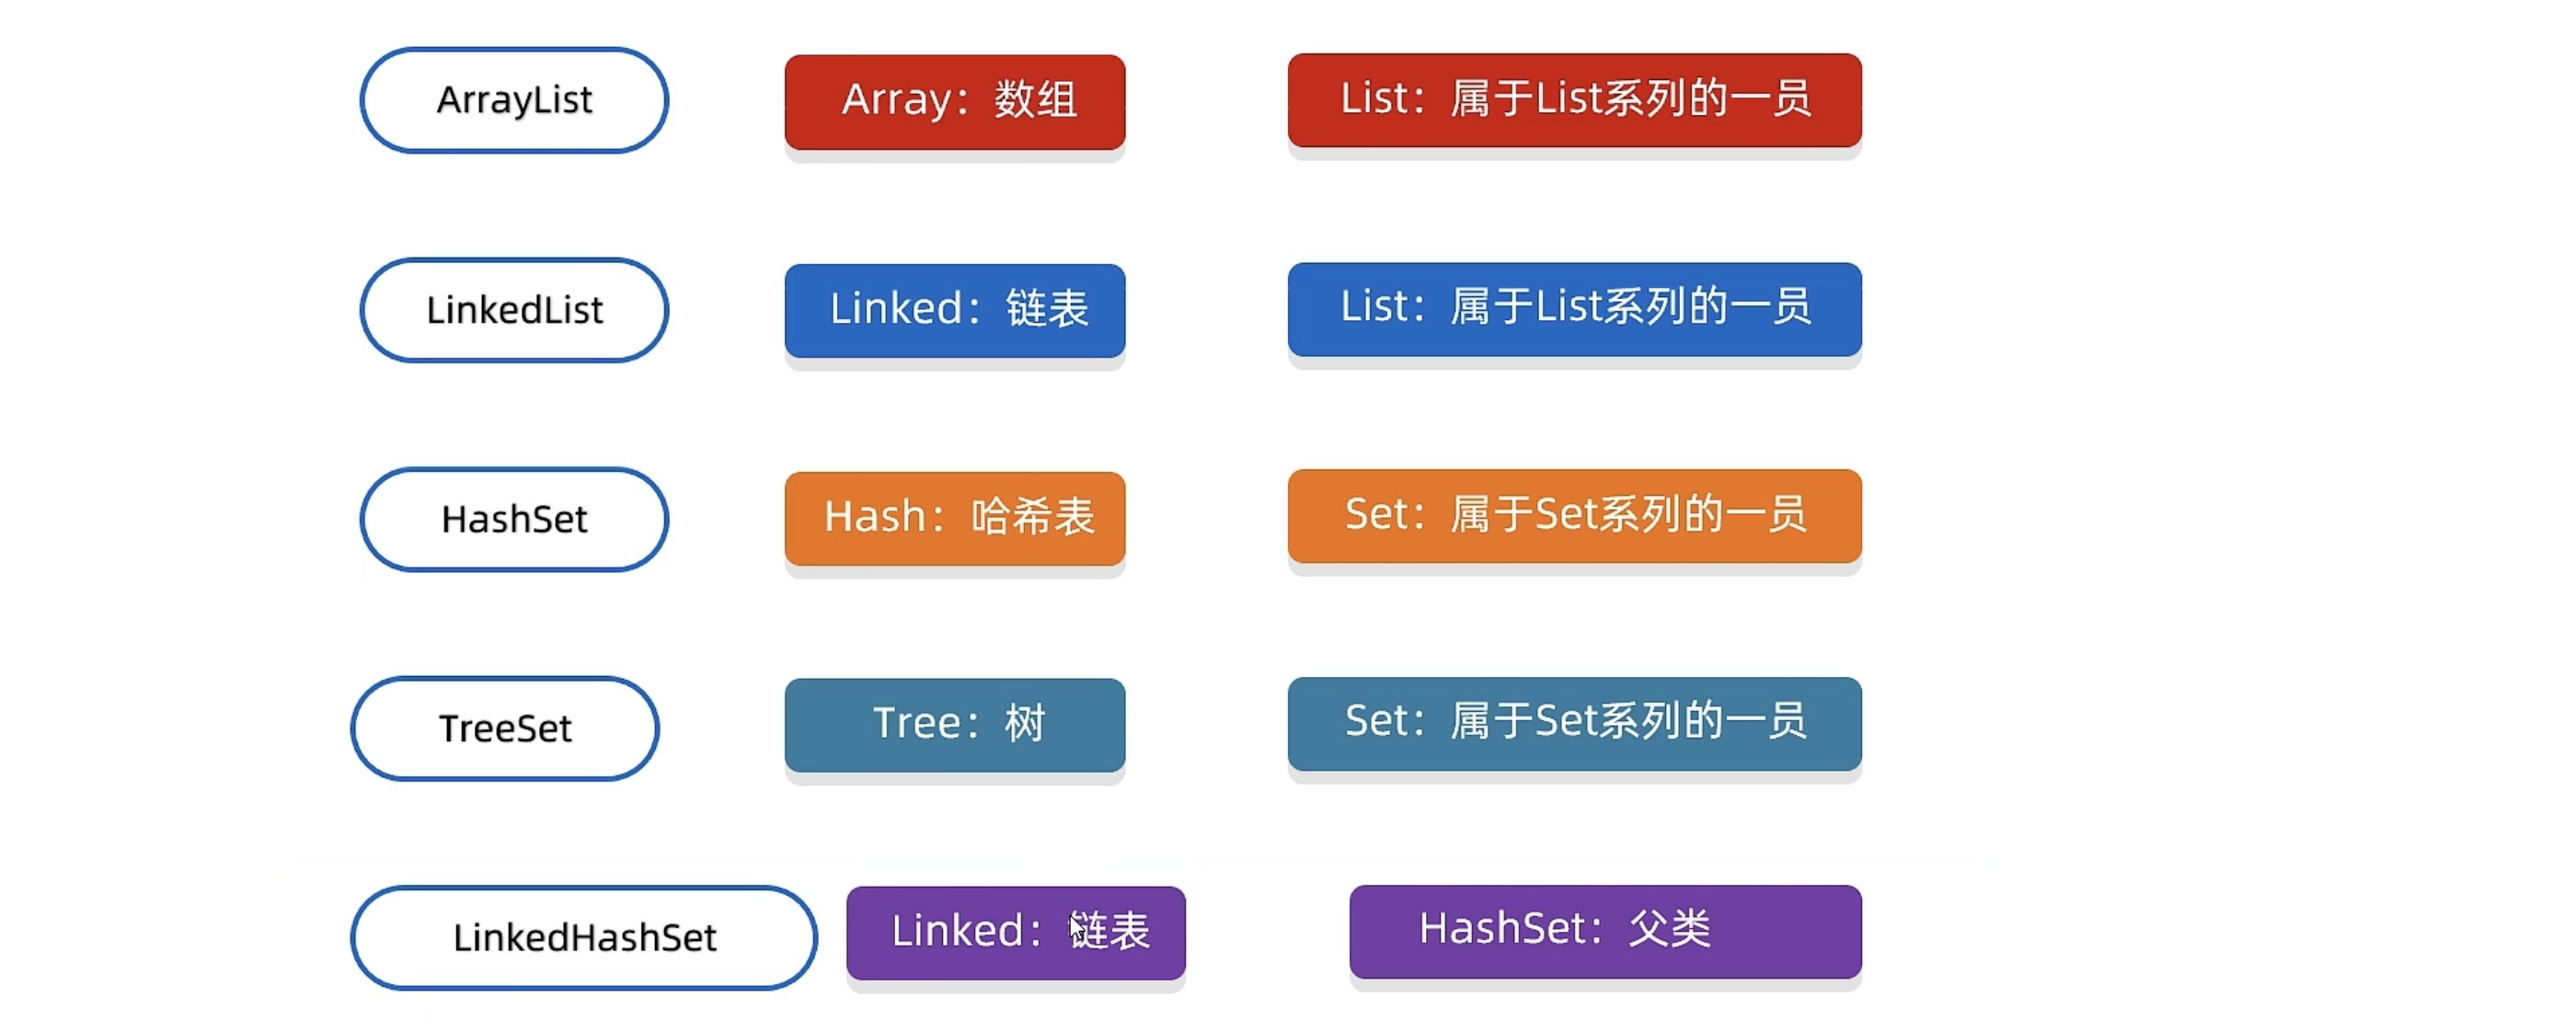 ArrayList Array：数组 List：属于List系列的一员
LinkedList Linked：链表 List：属于List系列的一员
HashSet Hash：哈希表 Set：属于Set系列的一员
TreeSet Tree：树 Set：属于Set系列的一员
LinkedHashSet Linked：链表 HashSet：父类